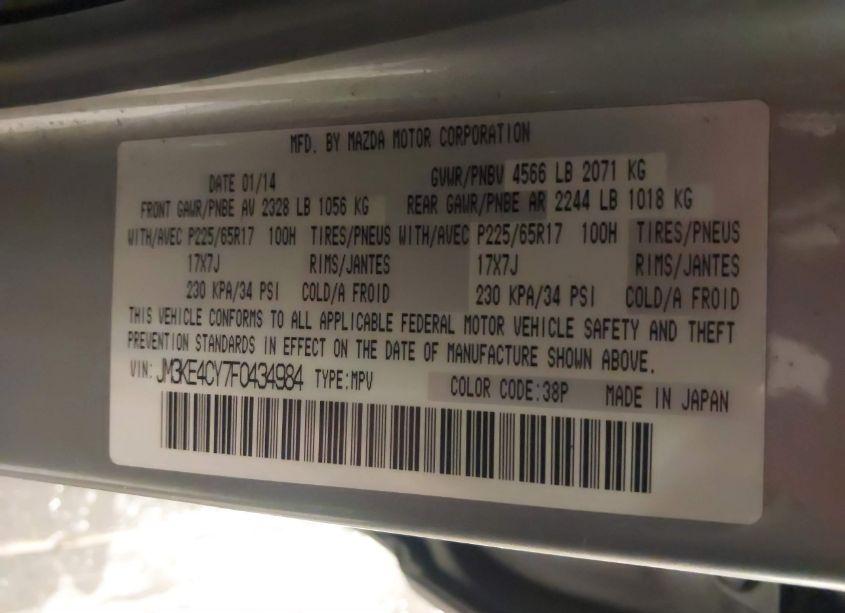 MFD. BY MAZDA MOTOR CORPORATION
DATE 01/14 GVWR/PNBV 4566 LB 2071 KG
FRONT GAWR/PNBE AV 2328 LB 1056 KG REAR GAWR/PNBE AR 2244 LB 1018 KG
WITH/AVEC P225/65R17 100H TIRES/PNEUS WITH/AVEC P225/65R17 100H TIRES/PNEUS
17X7J RIMS/JANTES 17X7J RIMS/JANTES
230 KPA/34 PSI COLD/A FROID 230 KPA/34 PSI COLD/A FROID
THIS VEHICLE CONFORMS TO ALL APPLICABLE FEDERAL MOTOR VEHICLE SAFETY AND THEFT
PREVENTION STANDARDS IN EFFECT ON THE DATE OF MANUFACTURE SHOWN ABOVE.
VIN: JM3KE4CY7F0434984 TYPE:MPV COLOR CODE:38P MADE IN JAPAN